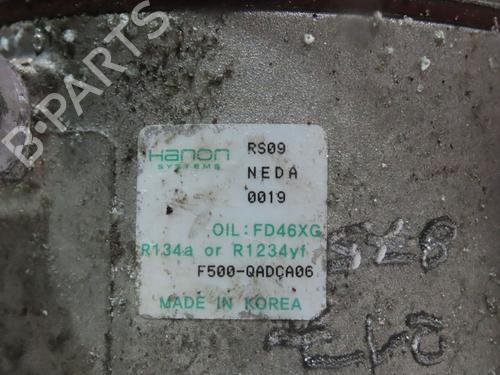 B-PARTS
Hanon
SYSTEMS
RS09
NEDA
0019
OIL: FD46XG
R134a or R1234yf
F500-QADCA06
MADE IN KOREA